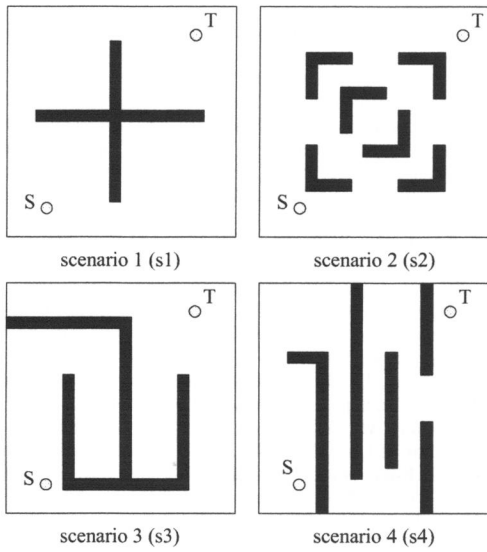 T
S
scenario 1 (s1)
T
S
scenario 2 (s2)
T
S
scenario 3 (s3)
T
S
scenario 4 (s4)